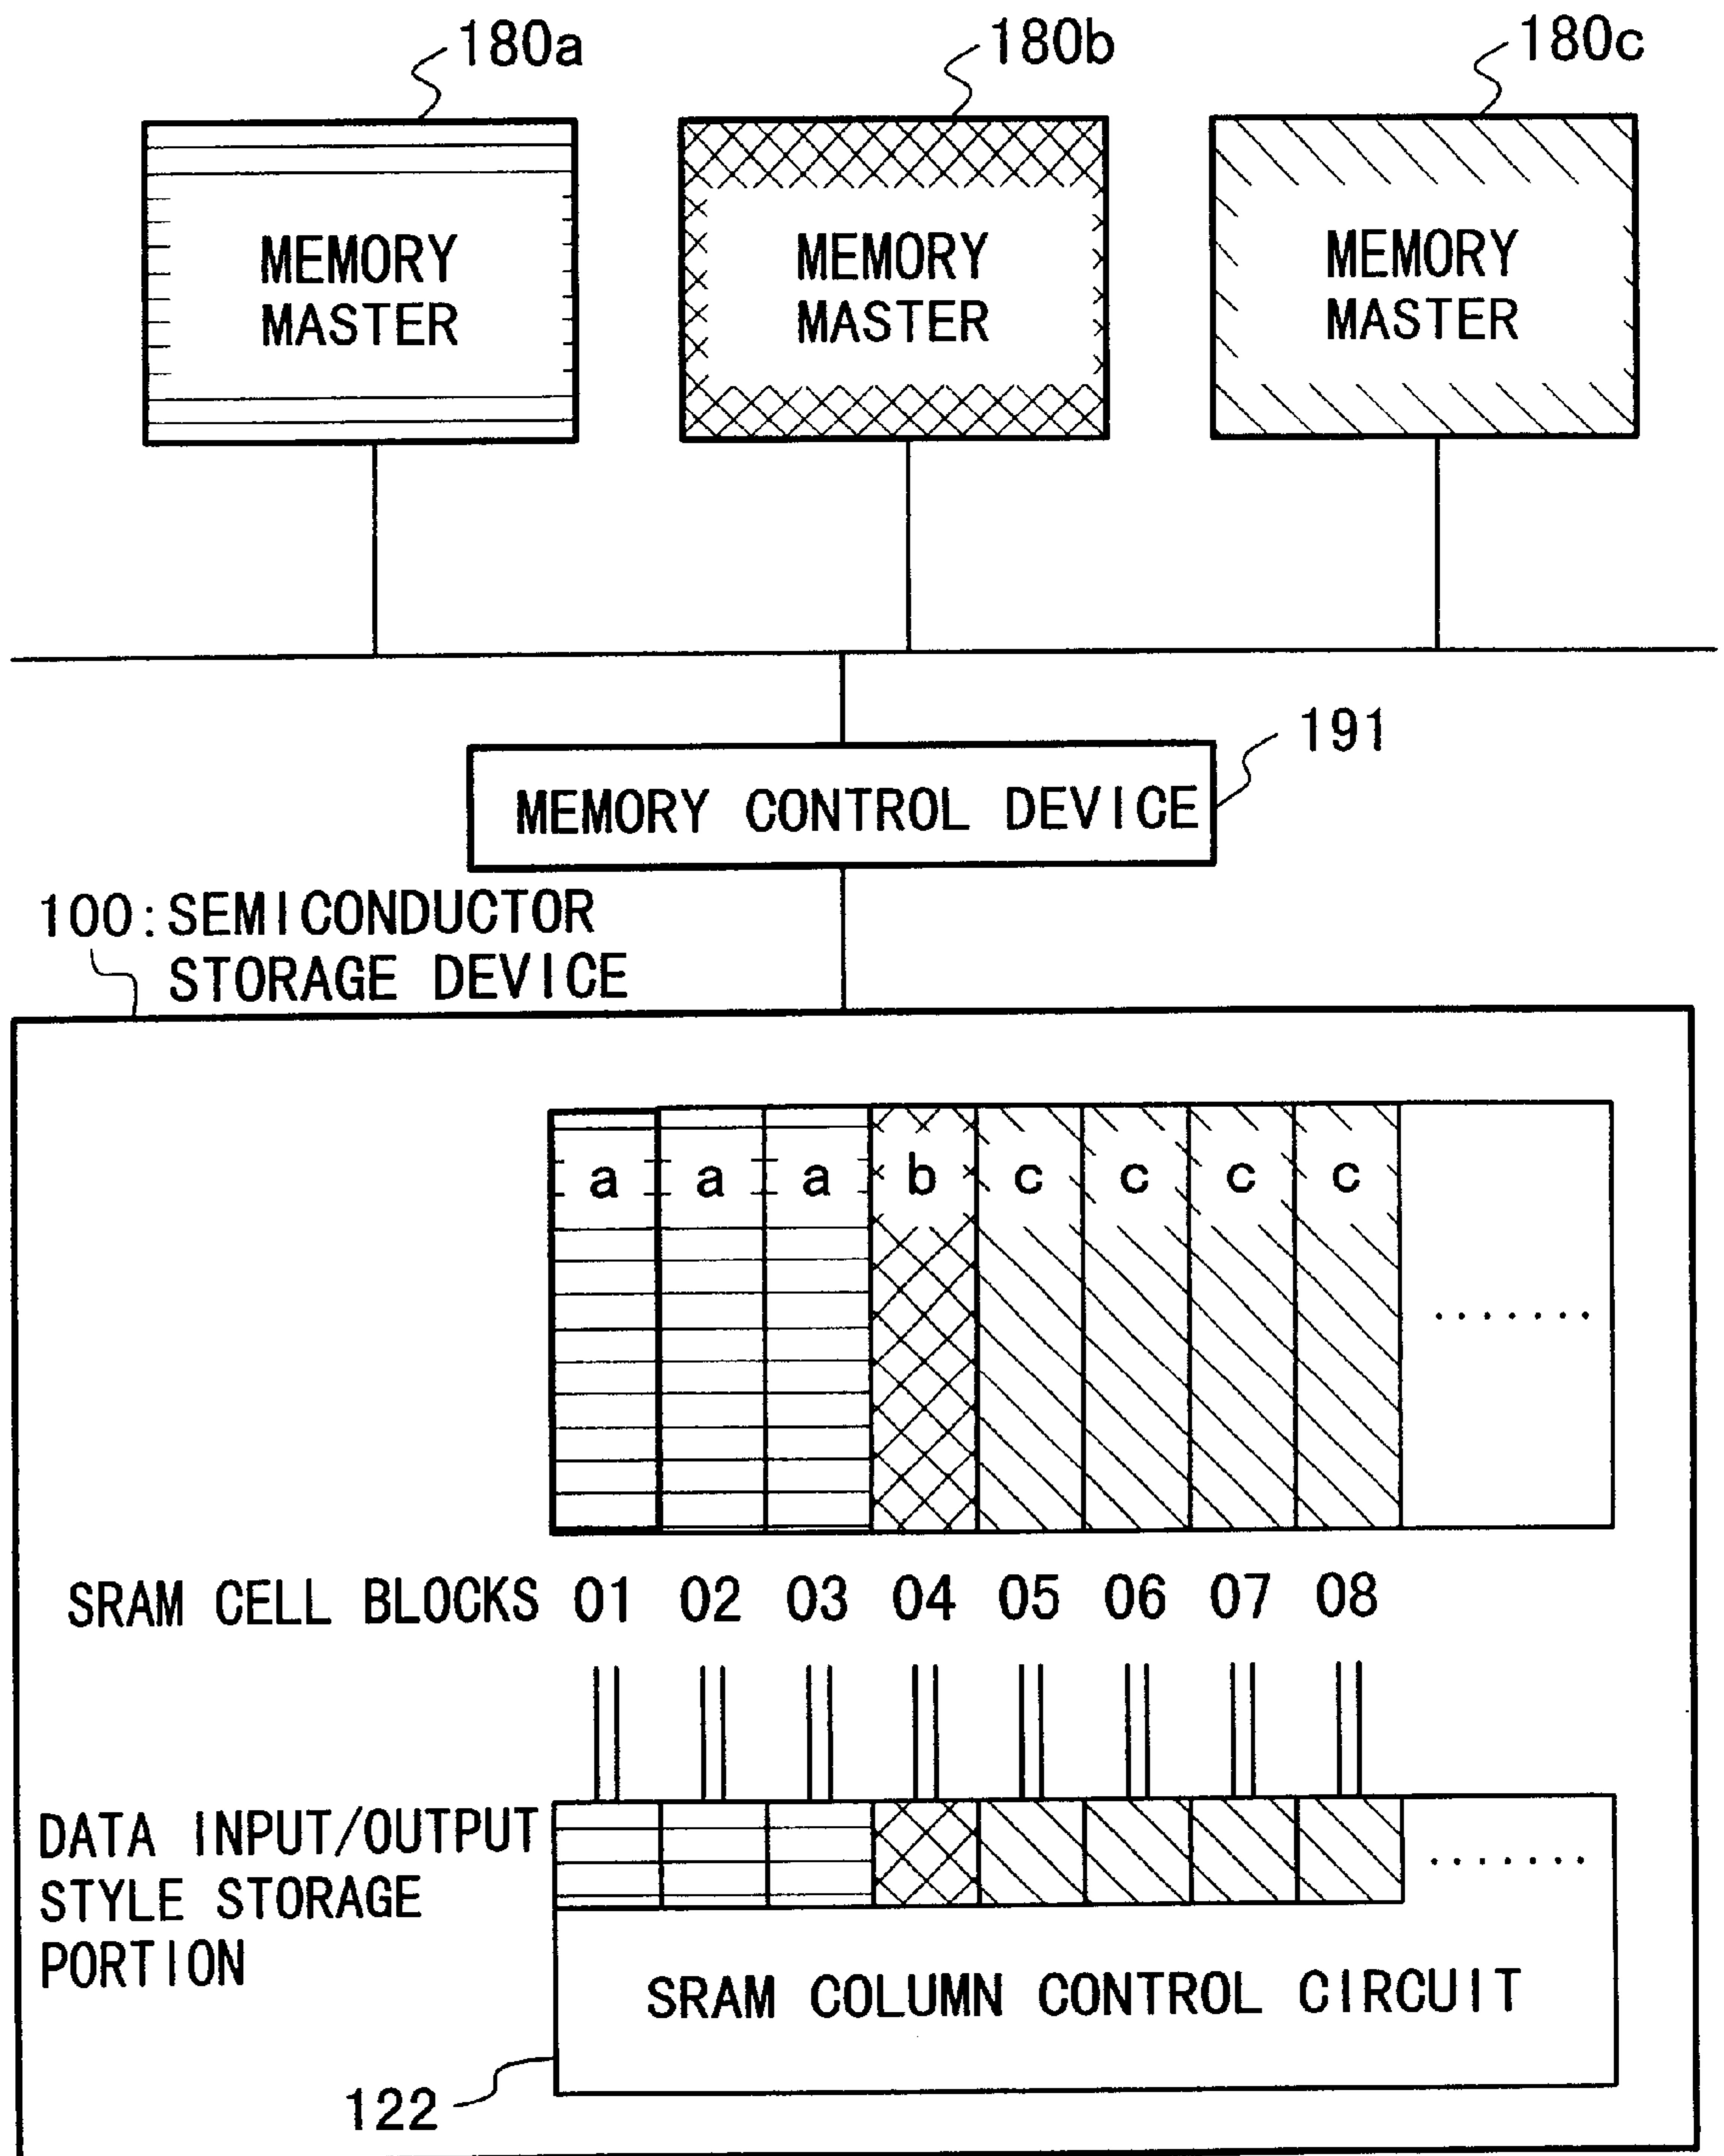 180a 180b 180c
MEMORY MASTER
MEMORY MASTER
MEMORY MASTER
191
MEMORY CONTROL DEVICE
100:SEMICONDUCTOR
STORAGE DEVICE
a a a b c c c c .......
SRAM CELL BLOCKS 01 02 03 04 05 06 07 08
DATA INPUT/OUTPUT .......
STYLE STORAGE
PORTION
SRAM COLUMN CONTROL CIRCUIT
122